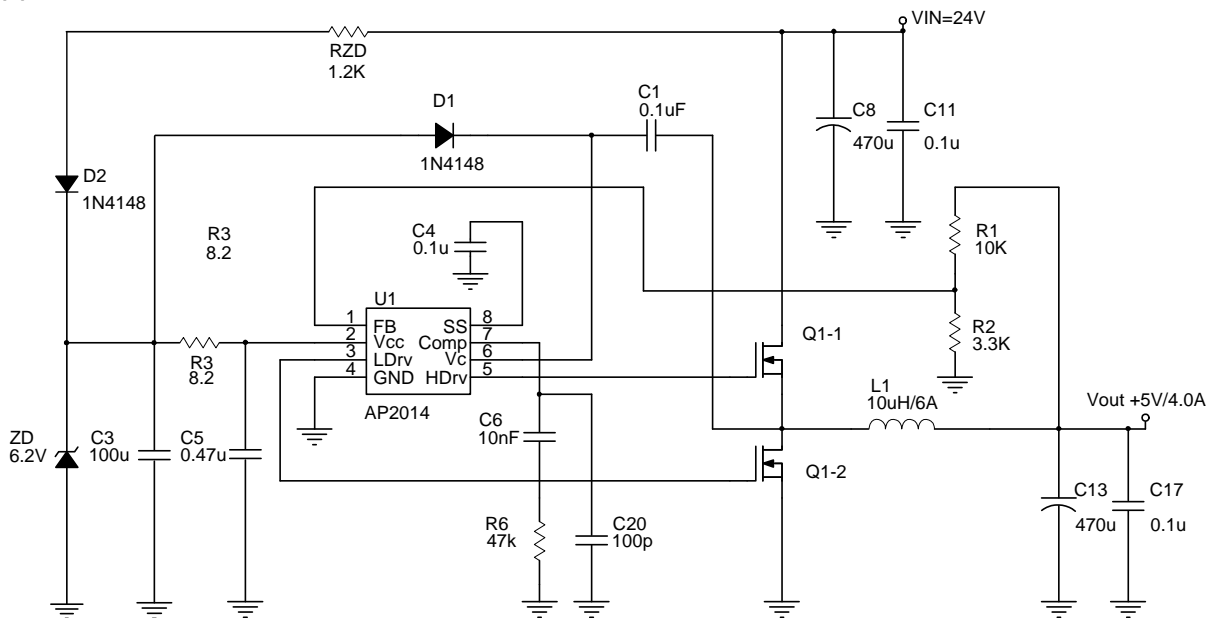 VIN=24V
RZD
1.2K
D1
1N4148
C1
0.1uF
C8
470u
C11
0.1u
D2
1N4148
R3
8.2
C4
0.1u
R1
10K
U1
1
2
3
4
FB
Vcc
LDrv
GND
SS
Comp
Vc
HDrv
8
7
6
5
AP2014
R3
8.2
Q1-1
R2
3.3K
L1
10uH/6A
Vout +5V/4.0A
ZD
6.2V
C3
100u
C5
0.47u
C6
10nF
Q1-2
R6
47k
C20
100p
C13
470u
C17
0.1u